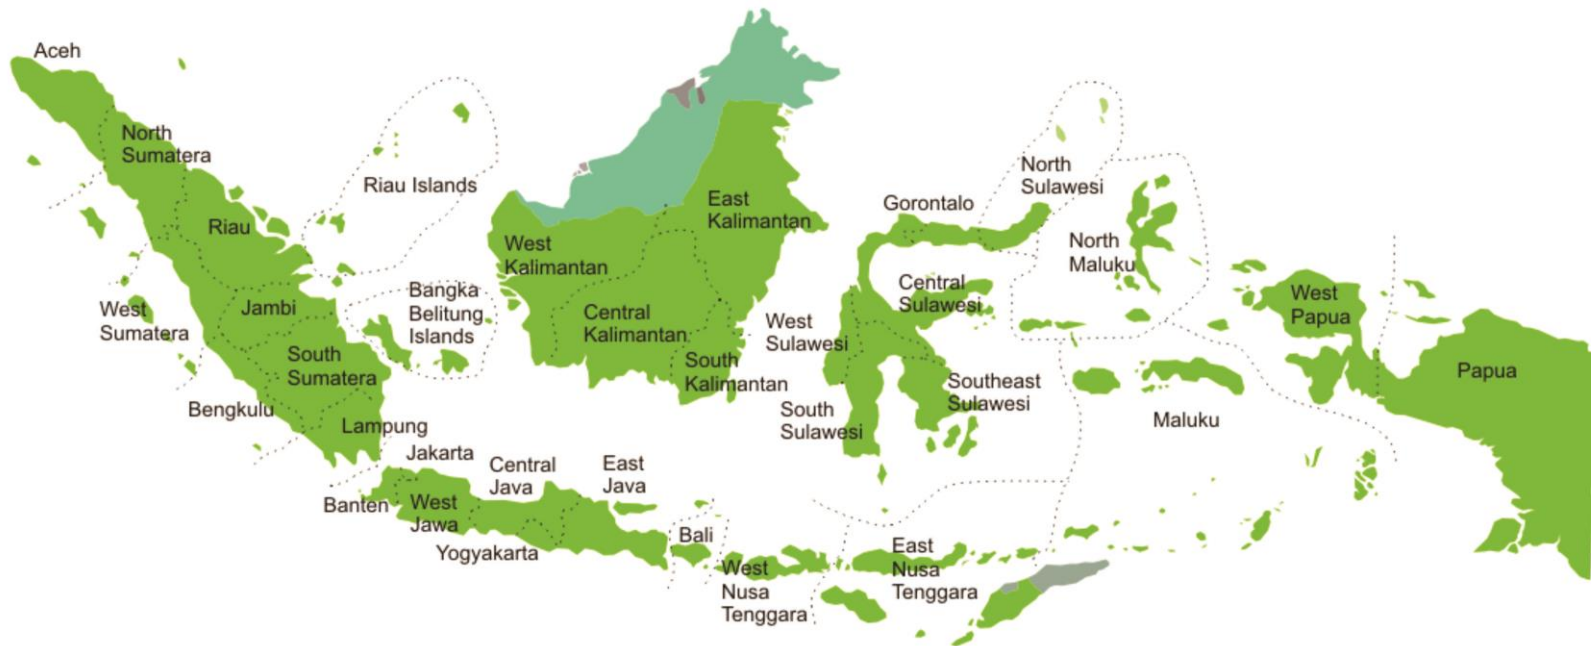 Aceh
North
Sumatera
Riau Islands
Riau
West
Sumatera
Jambi
Bangka
Belitung
Islands
South
Sumatera
Bengkulu
Lampung
West
Kalimantan
East
Kalimantan
Central
Kalimantan
South
Kalimantan
Gorontalo
North
Sulawesi
North
Maluku
Central
Sulawesi
West
Sulawesi
Southeast
Sulawesi
South
Sulawesi
West
Papua
Papua
Maluku
Jakarta
Central
Java
East
Java
Banten
West
Jawa
Yogyakarta
Bali
West
Nusa
Tenggara
East
Nusa
Tenggara